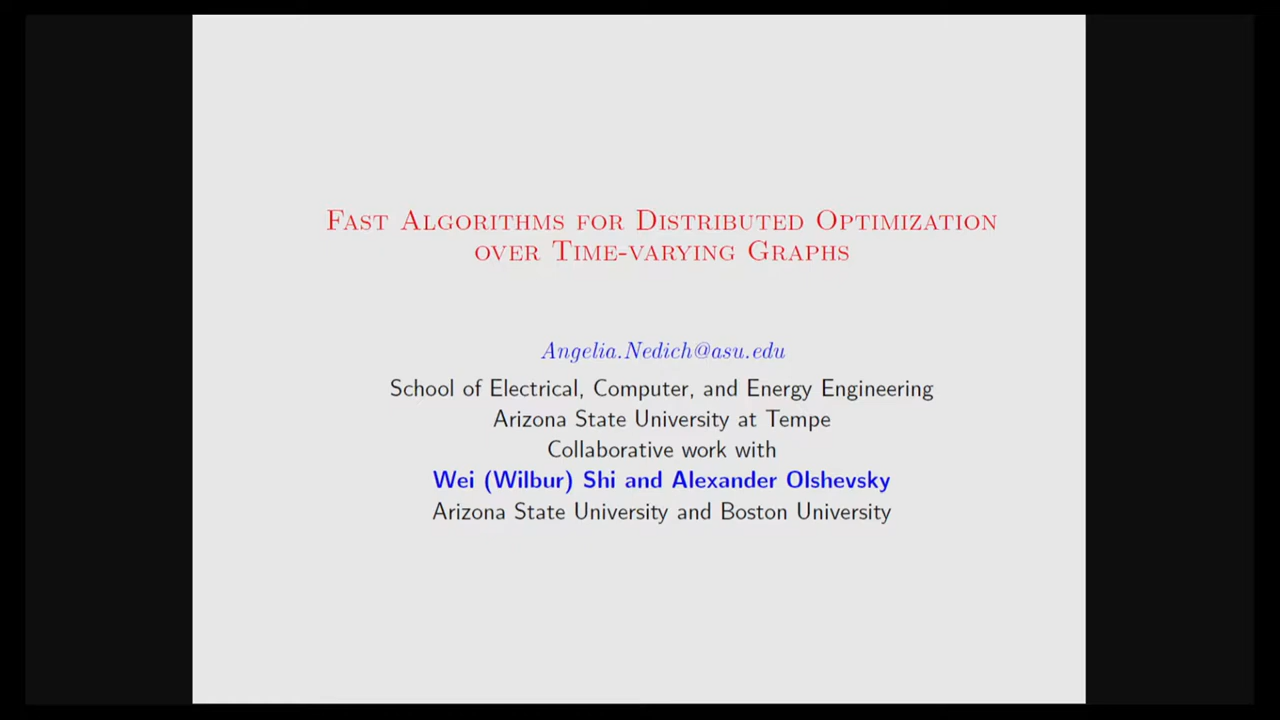 Fast Algorithms for Distributed Optimization
over Time-varying Graphs
Angelia.Nedich@asu.edu
School of Electrical, Computer, and Energy Engineering
Arizona State University at Tempe
Collaborative work with
Wei (Wilbur) Shi and Alexander Olshevsky
Arizona State University and Boston University